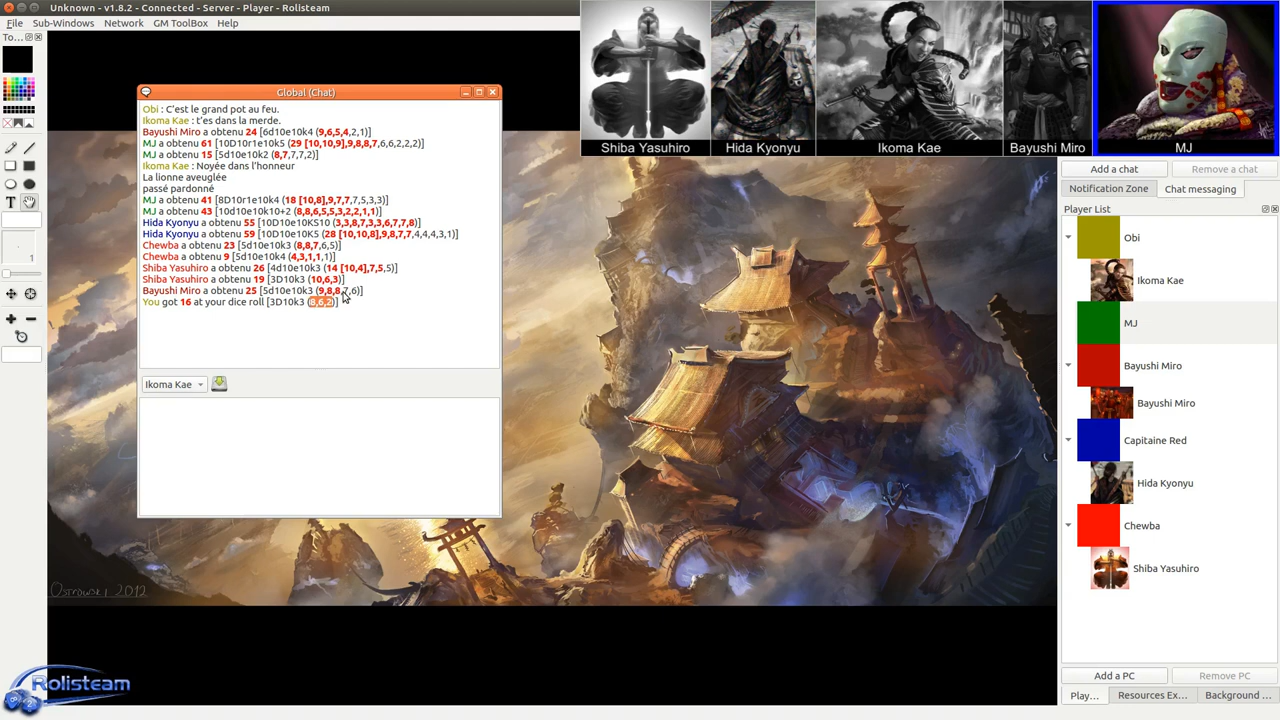 Unknown - v1.8.2 - Connected - Server - Player - Rolisteam
File Sub-Windows Network GM ToolBox Help
To...
T
1
Global (Chat)
Obi : C'est le grand pot au feu.
Ikoma Kae : t'es dans la merde.
Bayushi Miro a obtenu 24 [6d10e10k4 (9,6,5,4,2,1)]
MJ a obtenu 61 [10D10r1e10k5 (29 [10,10,9],9,8,8,7,6,6,2,2,2)]
MJ a obtenu 15 [5d10e10k2 (8,7,7,7,2)]
Ikoma Kae : Noyée dans l'honneur
La lionne aveuglée
passé pardonné
MJ a obtenu 41 [8D10r1e10k4 (18 [10,8],9,7,7,7,5,3,3)]
MJ a obtenu 43 [10d10e10k10+2 (8,8,6,5,5,3,2,2,1,1)]
Hida Kyonyu a obtenu 55 [10D10e10KS10 (3,3,8,7,3,3,6,7,7,8)]
Hida Kyonyu a obtenu 59 [10D10e10KS5 (28 [10,10,8],9,8,7,7,4,4,4,3,1)]
Chewba a obtenu 23 [5d10e10k3 (8,8,7,6,5)]
Chewba a obtenu 9 [5d10e10k4 (4,3,1,1,1)]
Shiba Yasuhiro a obtenu 26 [4d10e10k3 (14 [10,4],7,5,5)]
Shiba Yasuhiro a obtenu 19 [3D10k3 (10,6,3)]
Bayushi Miro a obtenu 25 [5d10e10k3 (9,8,8,7,6)]
You got 16 at your dice roll [3D10k3 (8,6,2)]
Ikoma Kae
Shiba Yasuhiro
Hida Kyonyu
Ikoma Kae
Bayushi Miro
MJ
Add a chat Remove a chat
Notification Zone Chat messaging
Player List
Obi
Ikoma Kae
MJ
Bayushi Miro
Bayushi Miro
Capitaine Red
Hida Kyonyu
Chewba
Shiba Yasuhiro
Add a PC Remove PC
Play... Resources Ex... Background ...
Ostrowski 2012
Rolisteam